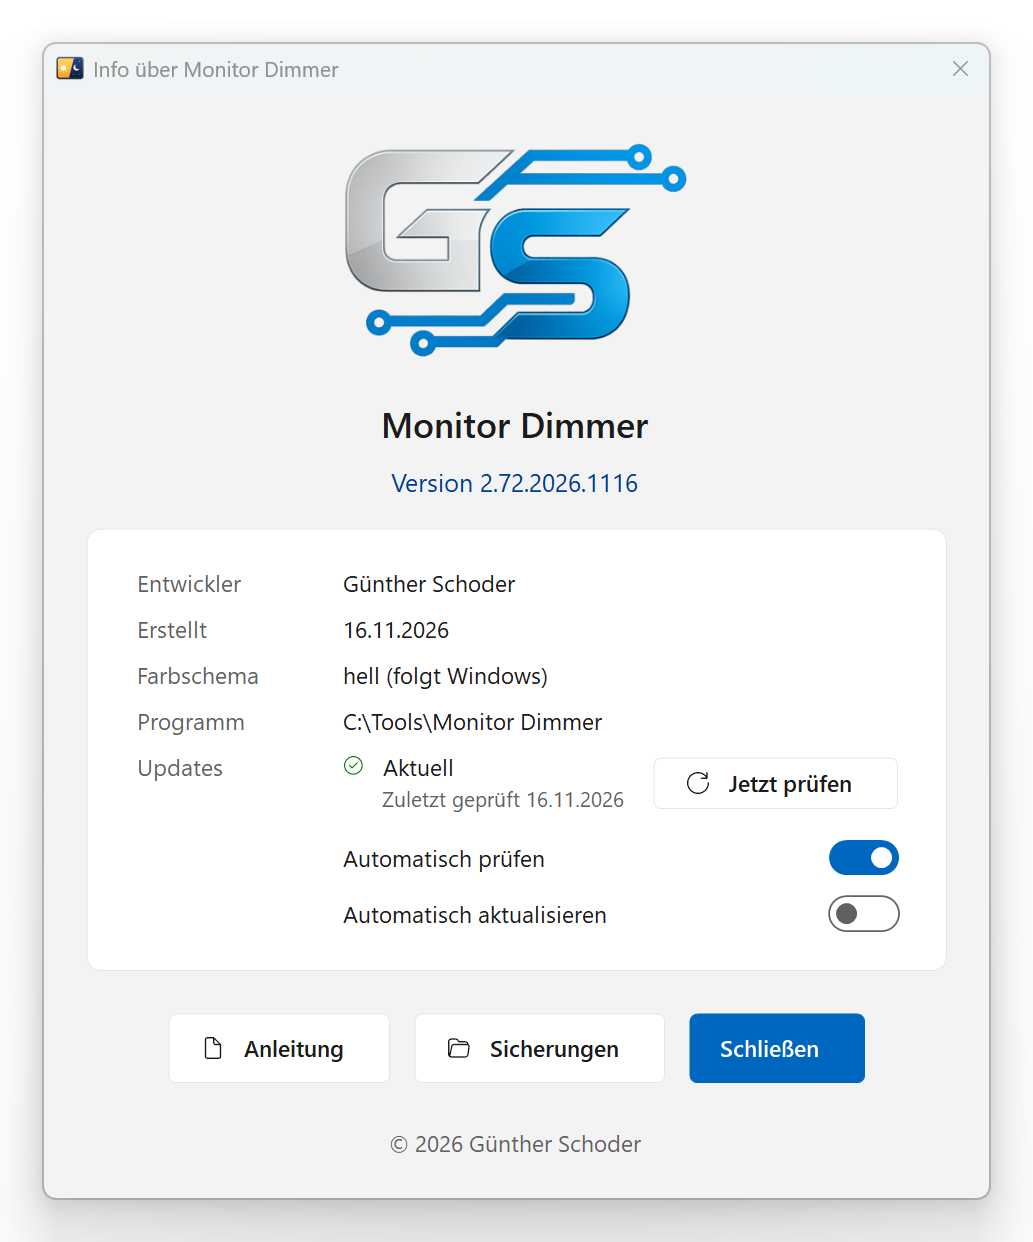 Info über Monitor Dimmer
GS
Monitor Dimmer
Version 2.72.2026.1116
Entwickler Günther Schoder
Erstellt 16.11.2026
Farbschema hell (folgt Windows)
Programm C:\Tools\Monitor Dimmer
Updates Aktuell
Zuletzt geprüft 16.11.2026
Jetzt prüfen
Automatisch prüfen
Automatisch aktualisieren
Anleitung
Sicherungen
Schließen
© 2026 Günther Schoder